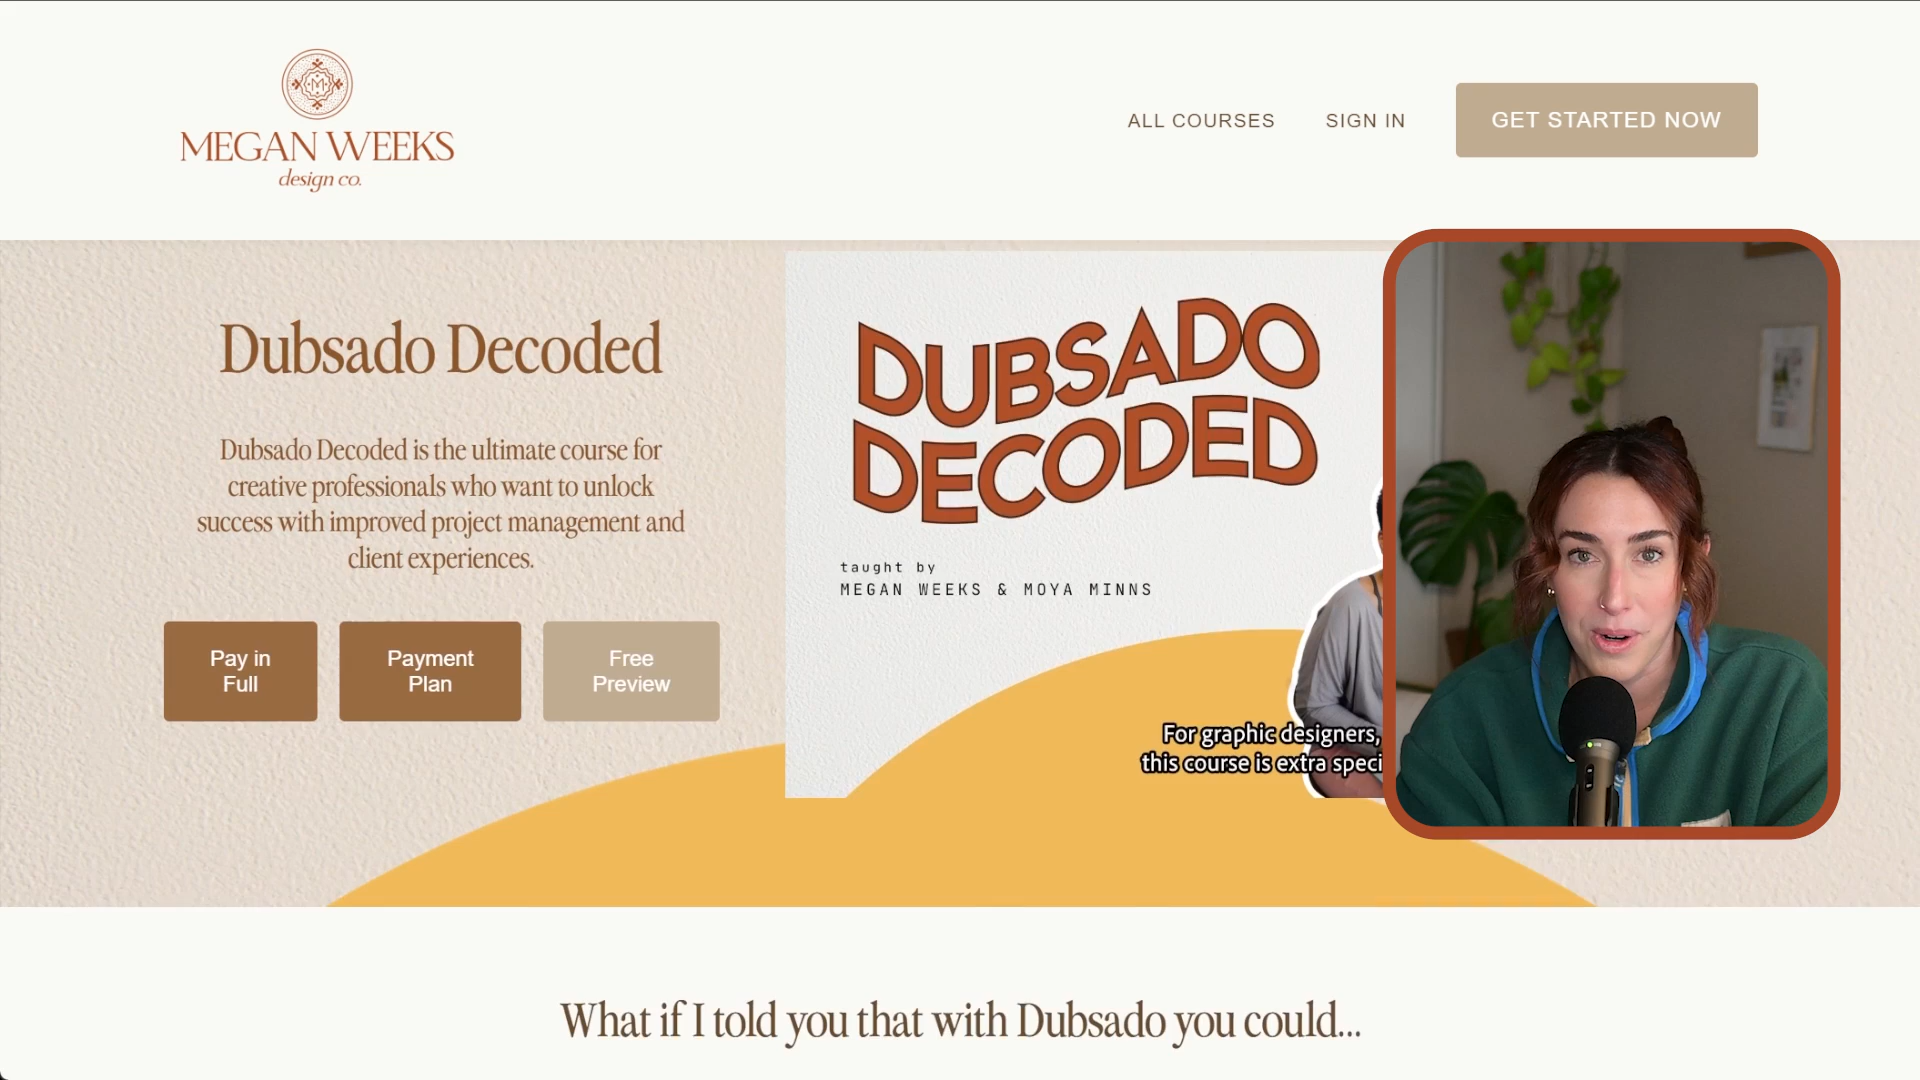 M
MEGAN WEEKS
design co.
ALL COURSES
SIGN IN
GET STARTED NOW
Dubsado Decoded
Dubsado Decoded is the ultimate course for
creative professionals who want to unlock
success with improved project management and
client experiences.
Pay in
Full
Payment
Plan
Free
Preview
DUBSADO
DECODED
taught by
MEGAN WEEKS & MOYA MINNS
For graphic designers,
this course is extra speci
What if I told you that with Dubsado you could...